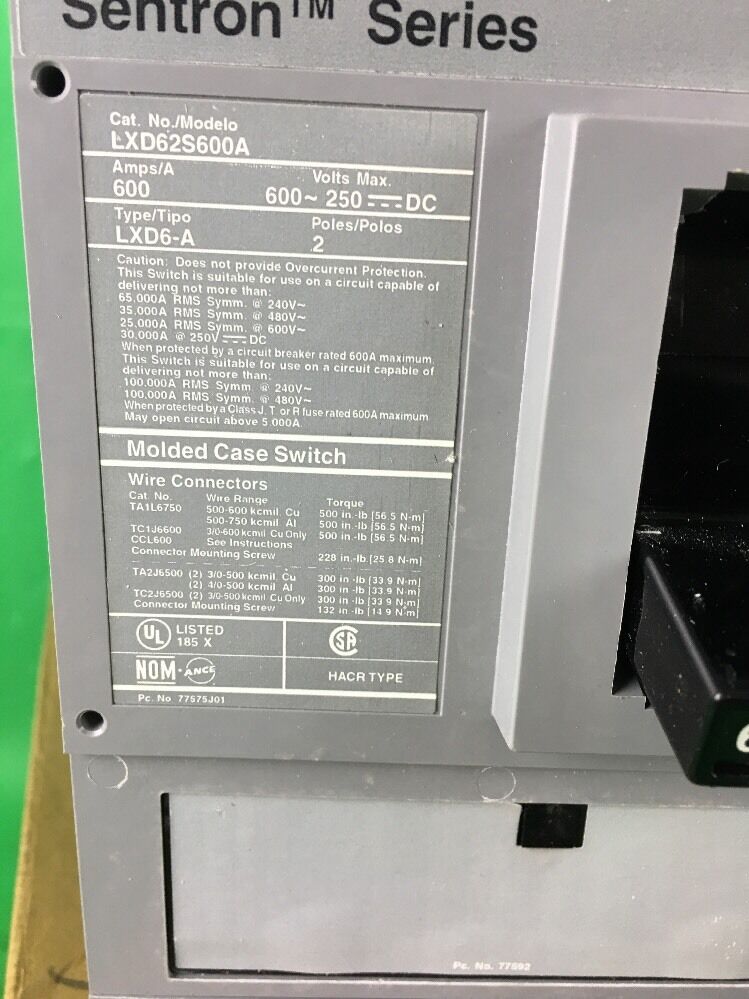 Sentron™ Series
Cat. No./Modelo
LXD62S600A
Amps/A
Volts Max.
600
600~ 250⎓DC
Type/Tipo
Poles/Polos
LXD6-A
2
Caution: Does not provide Overcurrent Protection.
This Switch is suitable for use on a circuit capable of
delivering not more than:
65,000A RMS Symm. @ 240V~
35,000A RMS Symm. @ 480V~
25,000A RMS Symm. @ 600V~
30,000A @ 250V⎓DC
When protected by a circuit breaker rated 600A maximum.
This Switch is suitable for use on a circuit capable of
delivering not more than:
100,000A RMS Symm. @ 240V~
100,000A RMS Symm. @ 480V~
When protected by a Class J, T, or R fuse rated 600A maximum
May open circuit above 5,000A.
Molded Case Switch
Wire Connectors
Cat. No. Wire Range Torque
TA1L6750 500-600 kcmil. Cu 500 in.-lb [56.5 N-m]
500-750 kcmil. Al 500 in.-lb [56.5 N-m]
TC1J6600 3/0-600 kcmil Cu Only 500 in.-lb [56.5 N-m]
CCL600 See Instructions
Connector Mounting Screw 228 in.-lb.[25.8 N-m]
TA2J6500 (2) 3/0-500 kcmil. Cu 300 in.-lb [33.9 N-m]
(2) 4/0-500 kcmil Al 300 in.-lb [33.9 N-m]
TC2J6500 (2) 3/0-500 kcmil Cu Only 300 in.-lb [33.9 N-m]
Connector Mounting Screw 132 in.-lb [14.9 N-m]
UL LISTED
185 X
SA
NOM-ANCE
HACR TYPE
Pc. No. 77575J01
6
Pc. No. 77892